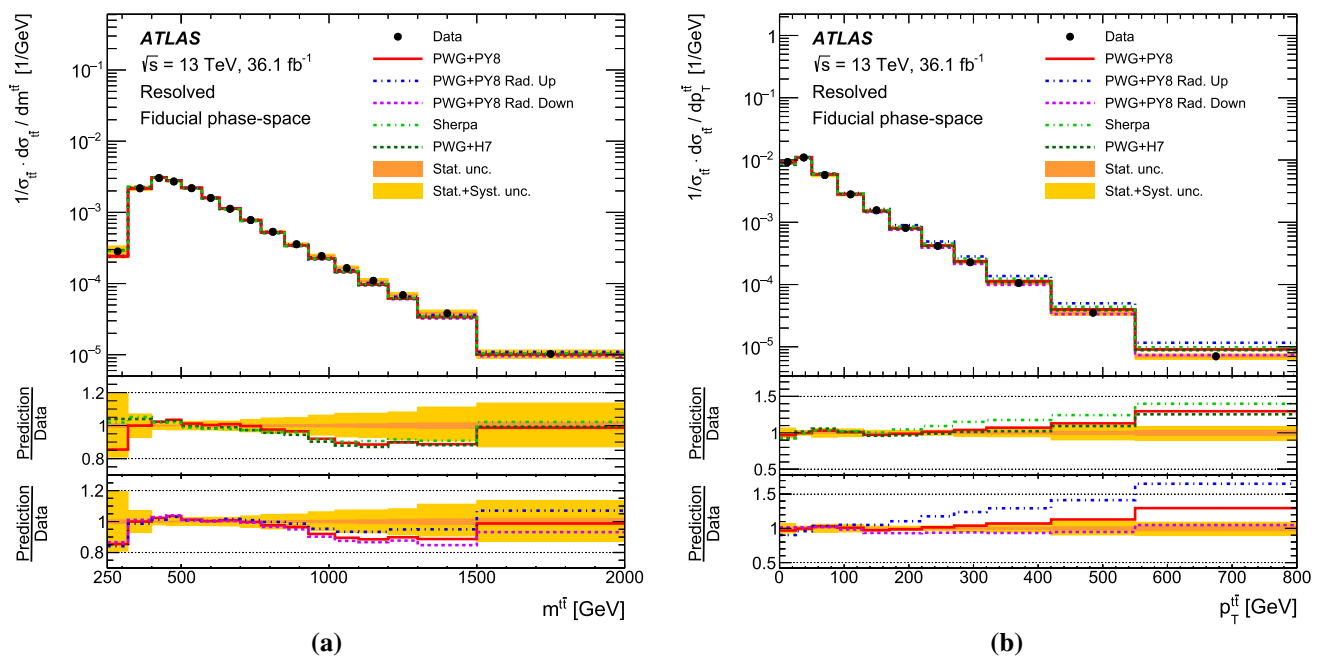 1/σ_tt̄ · dσ_tt̄ / dm^tt̄ [1/GeV]
10⁻¹
10⁻²
10⁻³
10⁻⁴
10⁻⁵
ATLAS
√s = 13 TeV, 36.1 fb⁻¹
Resolved
Fiducial phase-space
Data
PWG+PY8
PWG+PY8 Rad. Up
PWG+PY8 Rad. Down
Sherpa
PWG+H7
Stat. unc.
Stat.+Syst. unc.
Prediction
Data
1.2
1
0.8
Prediction
Data
1.2
1
0.8
250 500 1000 1500 2000
m^tt̄ [GeV]
(a)
1/σ_tt̄ · dσ_tt̄ / dp_T^tt̄ [1/GeV]
1
10⁻¹
10⁻²
10⁻³
10⁻⁴
10⁻⁵
ATLAS
√s = 13 TeV, 36.1 fb⁻¹
Resolved
Fiducial phase-space
Data
PWG+PY8
PWG+PY8 Rad. Up
PWG+PY8 Rad. Down
Sherpa
PWG+H7
Stat. unc.
Stat.+Syst. unc.
Prediction
Data
1.5
1
0.5
Prediction
Data
1.5
1
0.5
0 100 200 300 400 500 600 700 800
p_T^tt̄ [GeV]
(b)